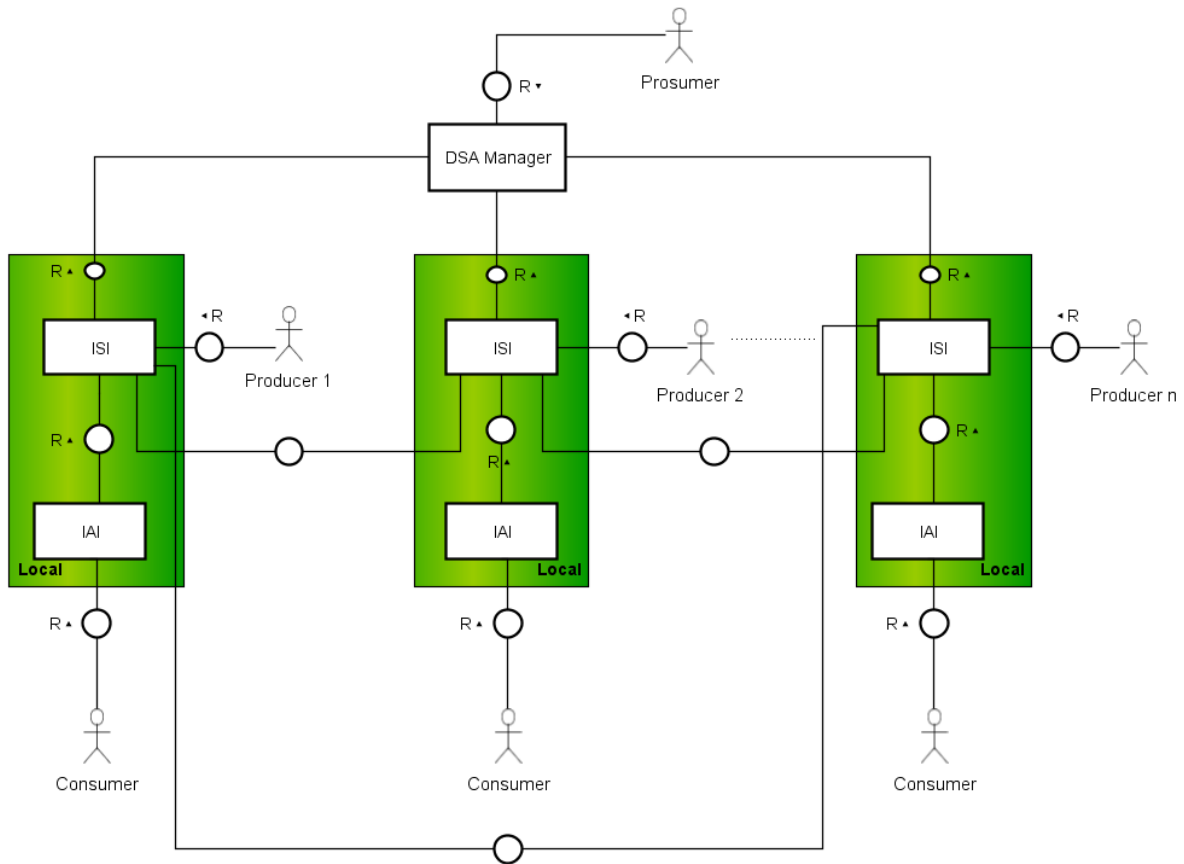 Prosumer
R
DSA Manager
R
R
R
R
R
R
ISI
ISI
ISI
Producer 1
Producer 2
Producer n
R
R
R
IAI
IAI
IAI
Local
Local
Local
R
R
R
Consumer
Consumer
Consumer